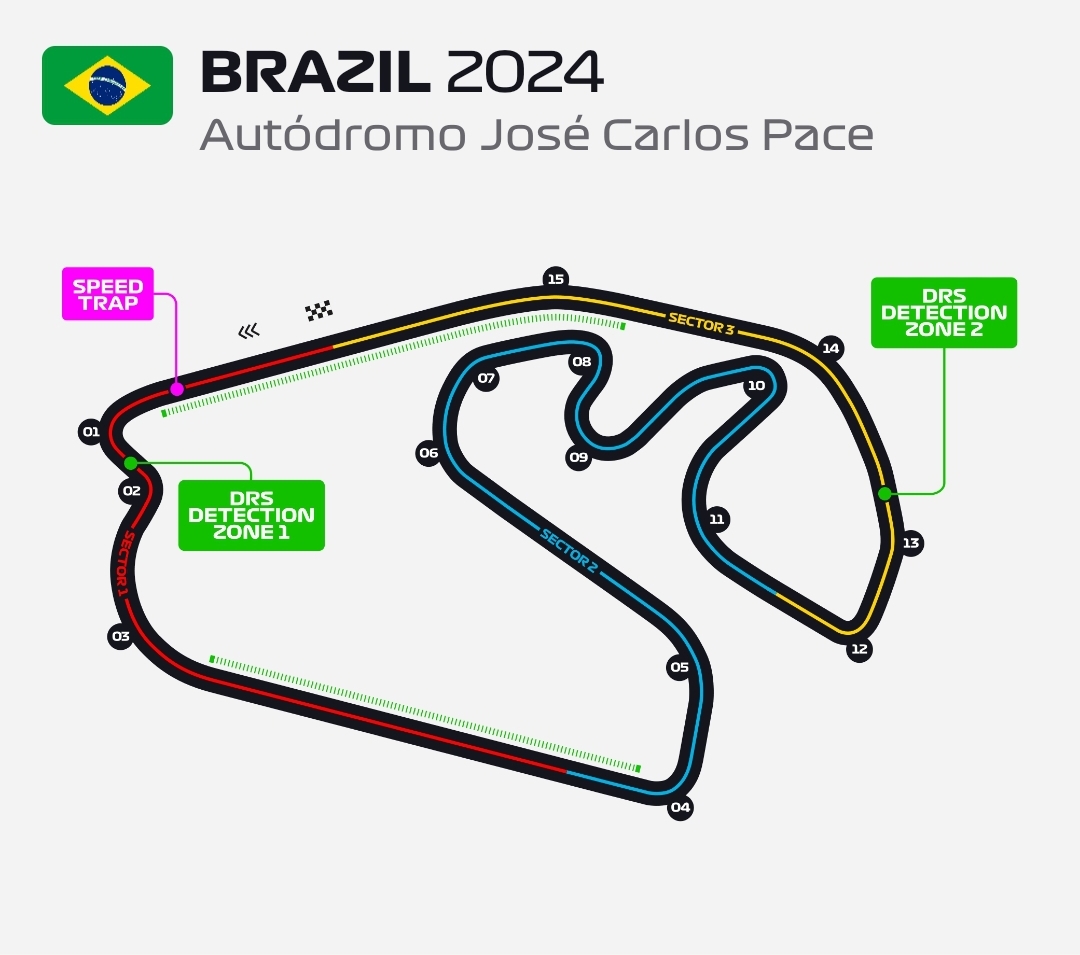 BRAZIL 2024
Autódromo José Carlos Pace
SPEED
TRAP
15
SECTOR 3
DRS
DETECTION
ZONE 2
14
08
07
10
01
06
09
02
DRS
DETECTION
ZONE 1
11
SECTOR 1
SECTOR 2
13
03
12
05
04